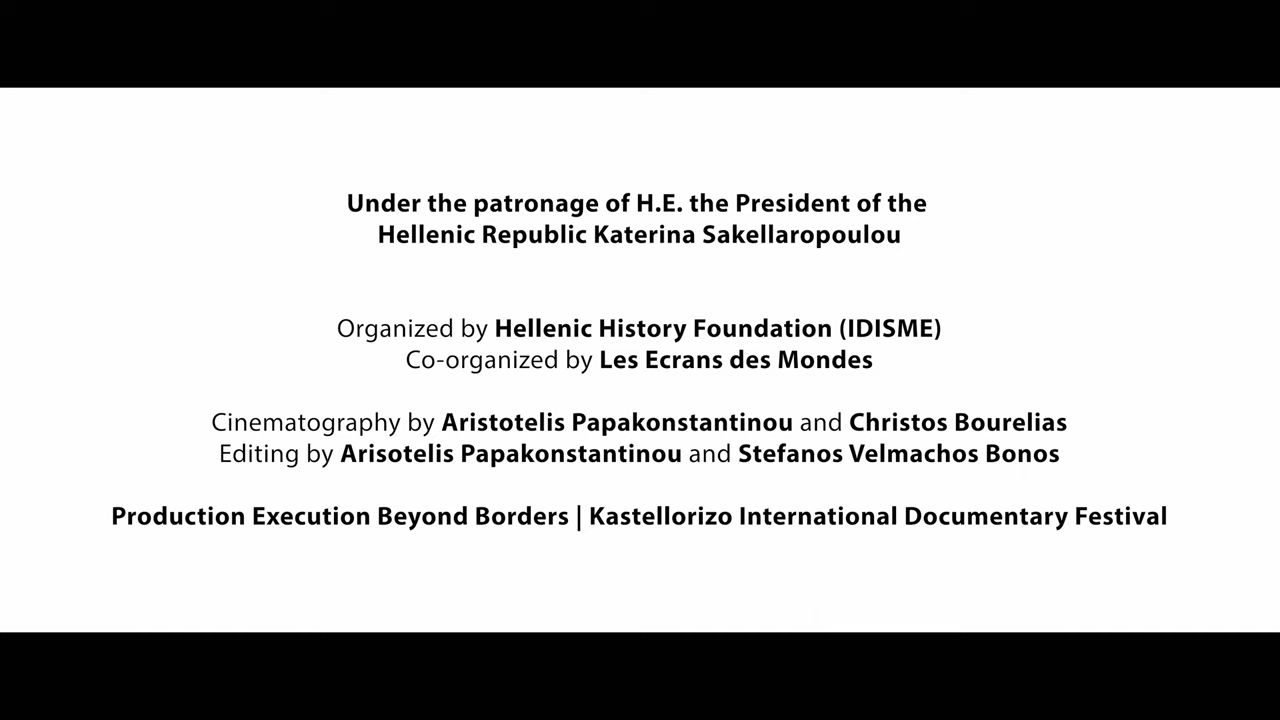 Under the patronage of H.E. the President of the
Hellenic Republic Katerina Sakellaropoulou
Organized by Hellenic History Foundation (IDISME)
Co-organized by Les Ecrans des Mondes
Cinematography by Aristotelis Papakonstantinou and Christos Bourelias
Editing by Arisotelis Papakonstantinou and Stefanos Velmachos Bonos
Production Execution Beyond Borders | Kastellorizo International Documentary Festival